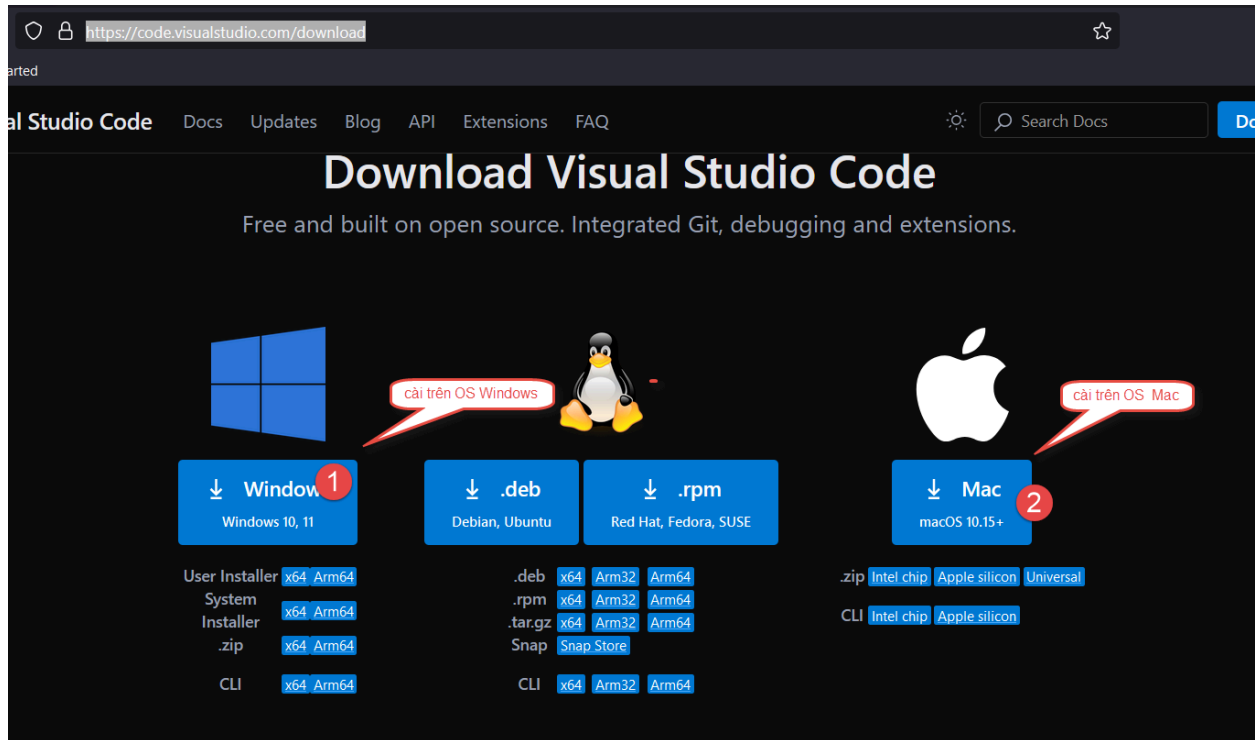 https://code.visualstudio.com/download
arted
al Studio Code Docs Updates Blog API Extensions FAQ Search Docs Do
Download Visual Studio Code
Free and built on open source. Integrated Git, debugging and extensions.
cài trên OS Windows
cài trên OS Mac
Window 1
Windows 10, 11
.deb
Debian, Ubuntu
.rpm
Red Hat, Fedora, SUSE
Mac 2
macOS 10.15+
User Installer x64 Arm64
System
Installer x64 Arm64
.zip x64 Arm64
CLI x64 Arm64
.deb x64 Arm32 Arm64
.rpm x64 Arm32 Arm64
.tar.gz x64 Arm32 Arm64
Snap Snap Store
CLI x64 Arm32 Arm64
.zip Intel chip Apple silicon Universal
CLI Intel chip Apple silicon